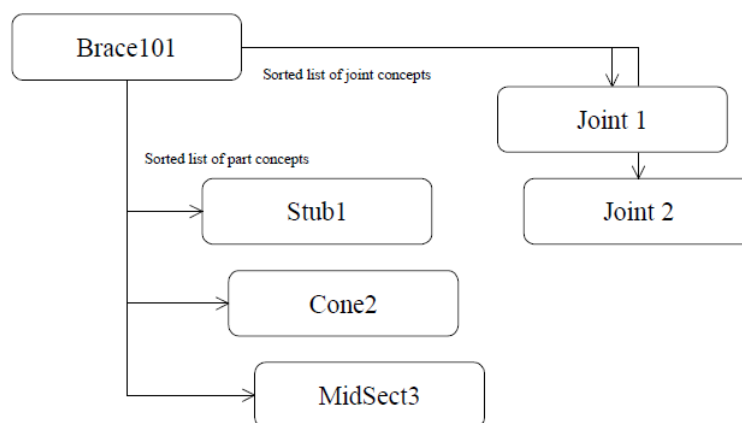 Brace101
Sorted list of joint concepts
Joint 1
Sorted list of part concepts
Stub1
Joint 2
Cone2
MidSect3